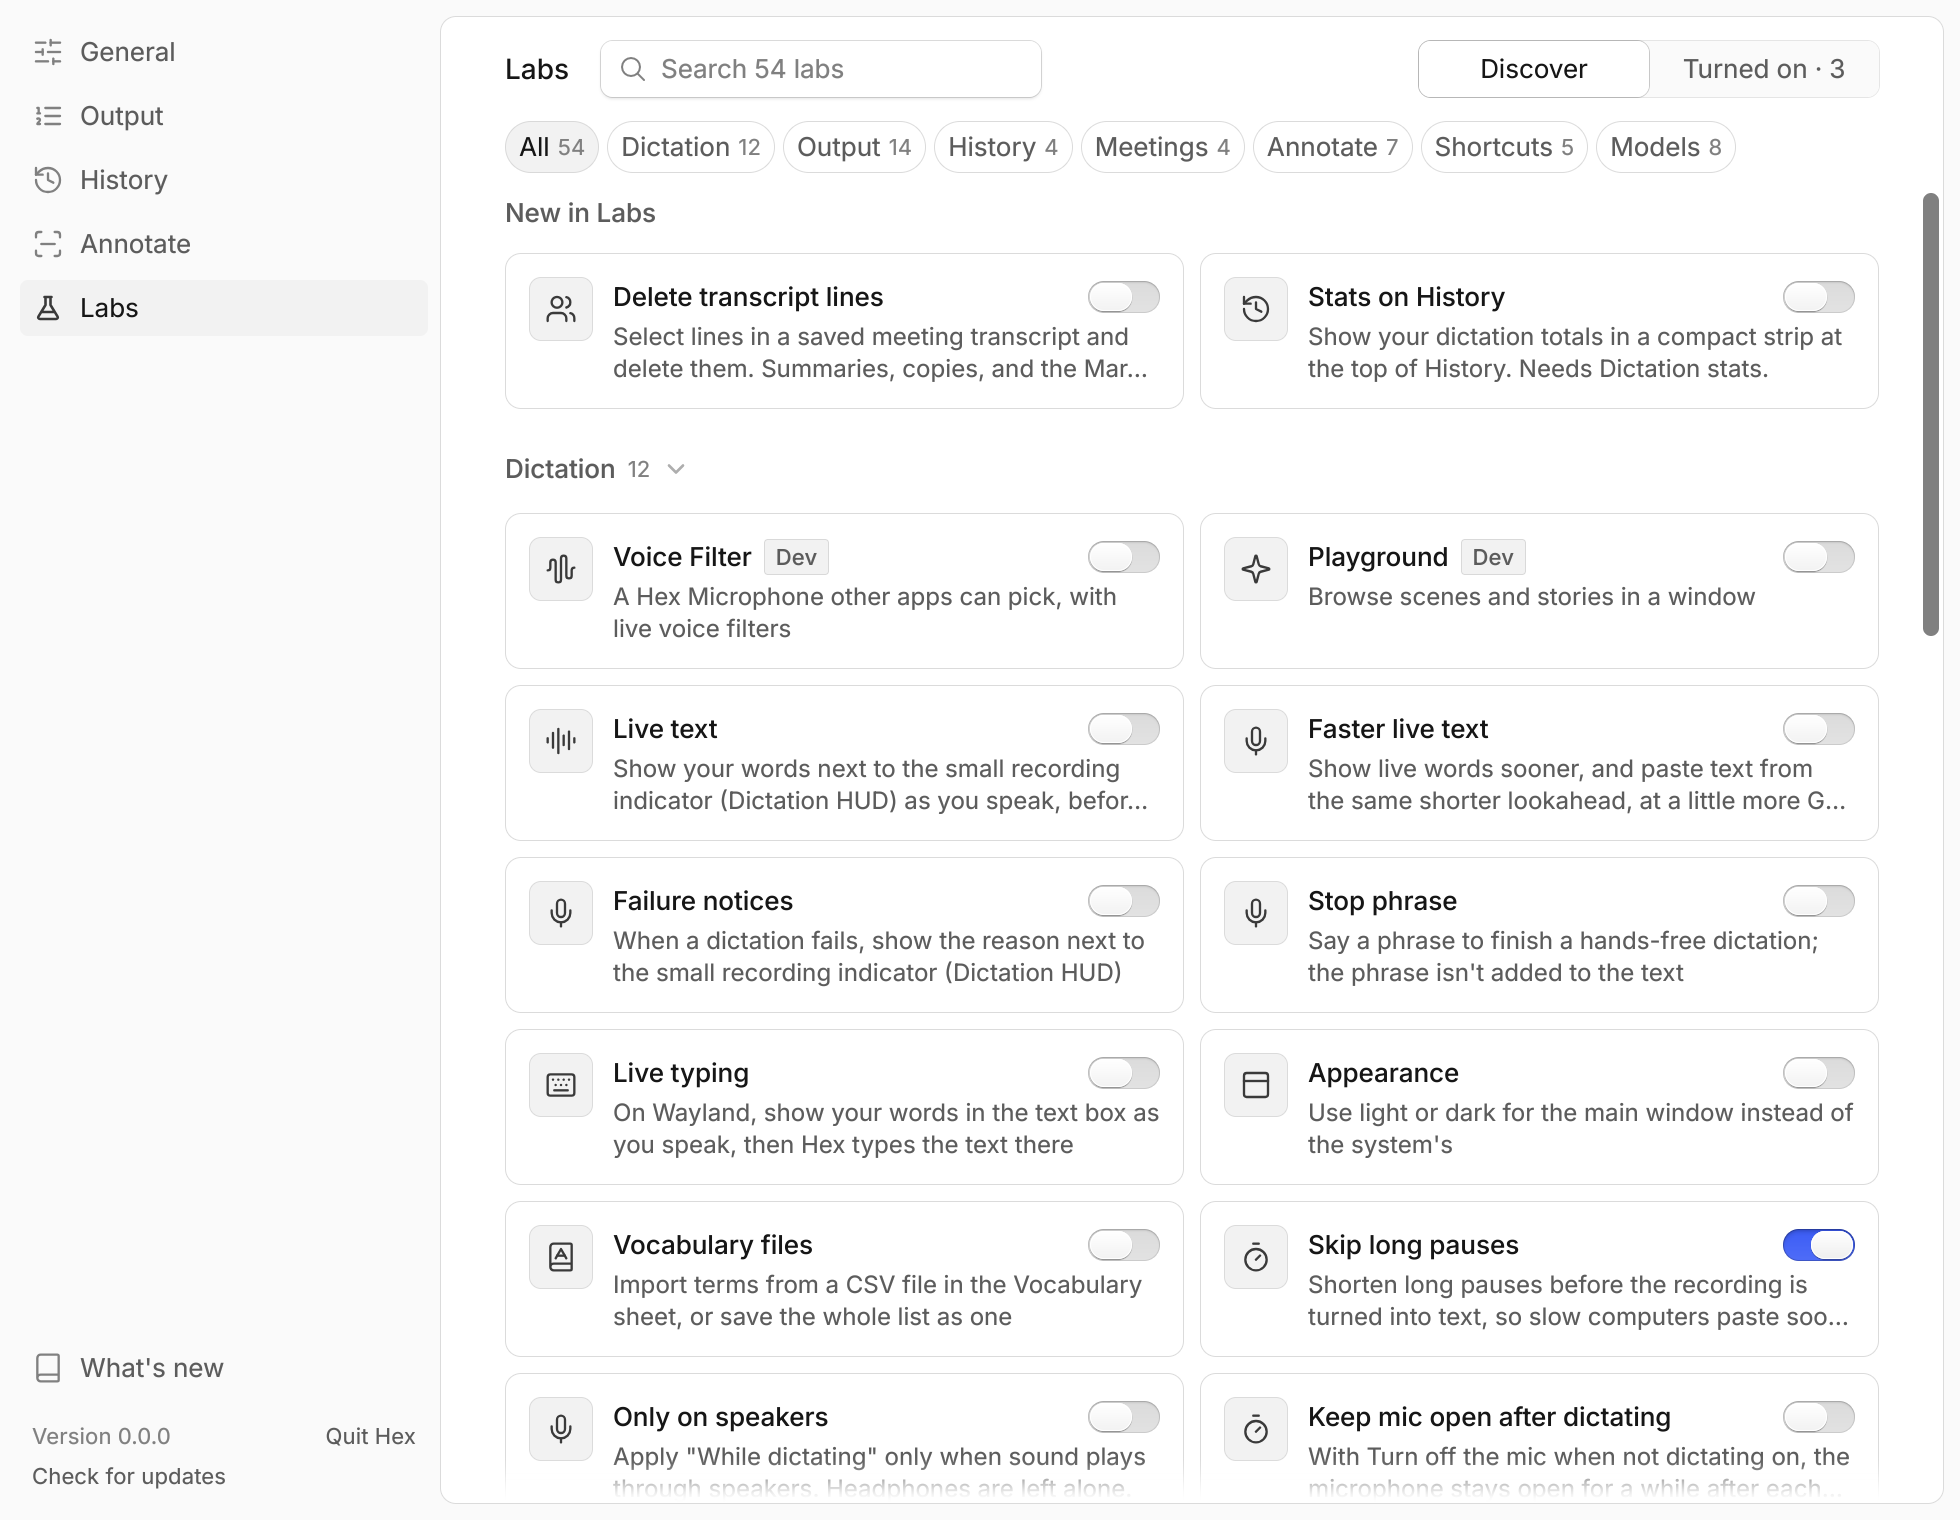 General
Output
History
Annotate
Labs
What's new
Version 0.0.0
Quit Hex
Check for updates
Labs
Search 54 labs
Discover
Turned on · 3
All 54
Dictation 12
Output 14
History 4
Meetings 4
Annotate 7
Shortcuts 5
Models 8
New in Labs
Delete transcript lines
Select lines in a saved meeting transcript and
delete them. Summaries, copies, and the Mar...
Stats on History
Show your dictation totals in a compact strip at
the top of History. Needs Dictation stats.
Dictation 12
Voice Filter Dev
A Hex Microphone other apps can pick, with
live voice filters
Playground Dev
Browse scenes and stories in a window
Live text
Show your words next to the small recording
indicator (Dictation HUD) as you speak, befor...
Faster live text
Show live words sooner, and paste text from
the same shorter lookahead, at a little more G...
Failure notices
When a dictation fails, show the reason next to
the small recording indicator (Dictation HUD)
Stop phrase
Say a phrase to finish a hands-free dictation;
the phrase isn't added to the text
Live typing
On Wayland, show your words in the text box as
you speak, then Hex types the text there
Appearance
Use light or dark for the main window instead of
the system's
Vocabulary files
Import terms from a CSV file in the Vocabulary
sheet, or save the whole list as one
Skip long pauses
Shorten long pauses before the recording is
turned into text, so slow computers paste soo...
Only on speakers
Apply "While dictating" only when sound plays
through speakers. Headphones are left alone.
Keep mic open after dictating
With Turn off the mic when not dictating on, the
microphone stays open for a while after each...